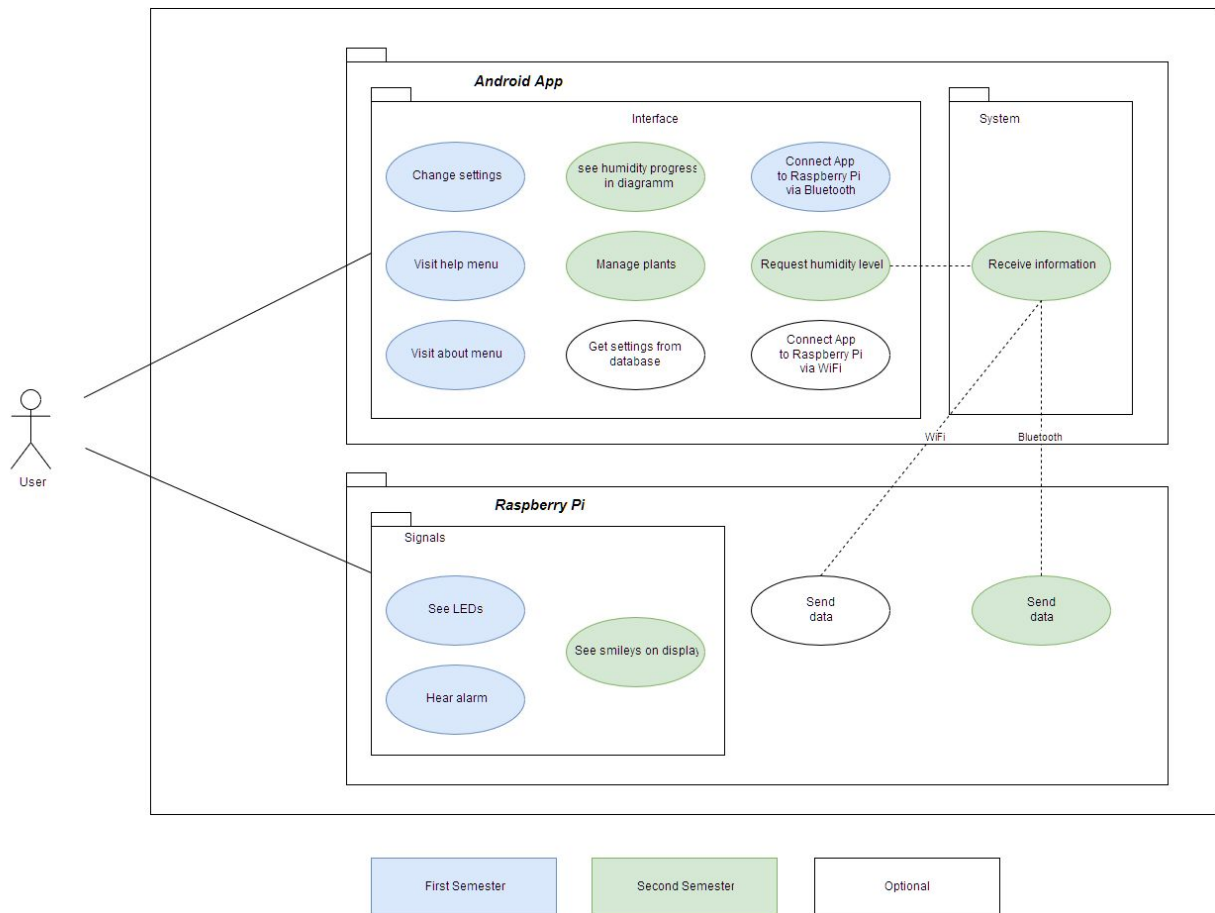 Android App
Interface
System
Change settings
see humidity progress
in diagramm
Connect App
to Raspberry Pi
via Bluetooth
Visit help menu
Manage plants
Request humidity level
Receive information
Visit about menu
Get settings from
database
Connect App
to Raspberry Pi
via WiFi
WiFi
Bluetooth
User
Raspberry Pi
Signals
See LEDs
Send
data
Send
data
See smileys on display
Hear alarm
First Semester
Second Semester
Optional